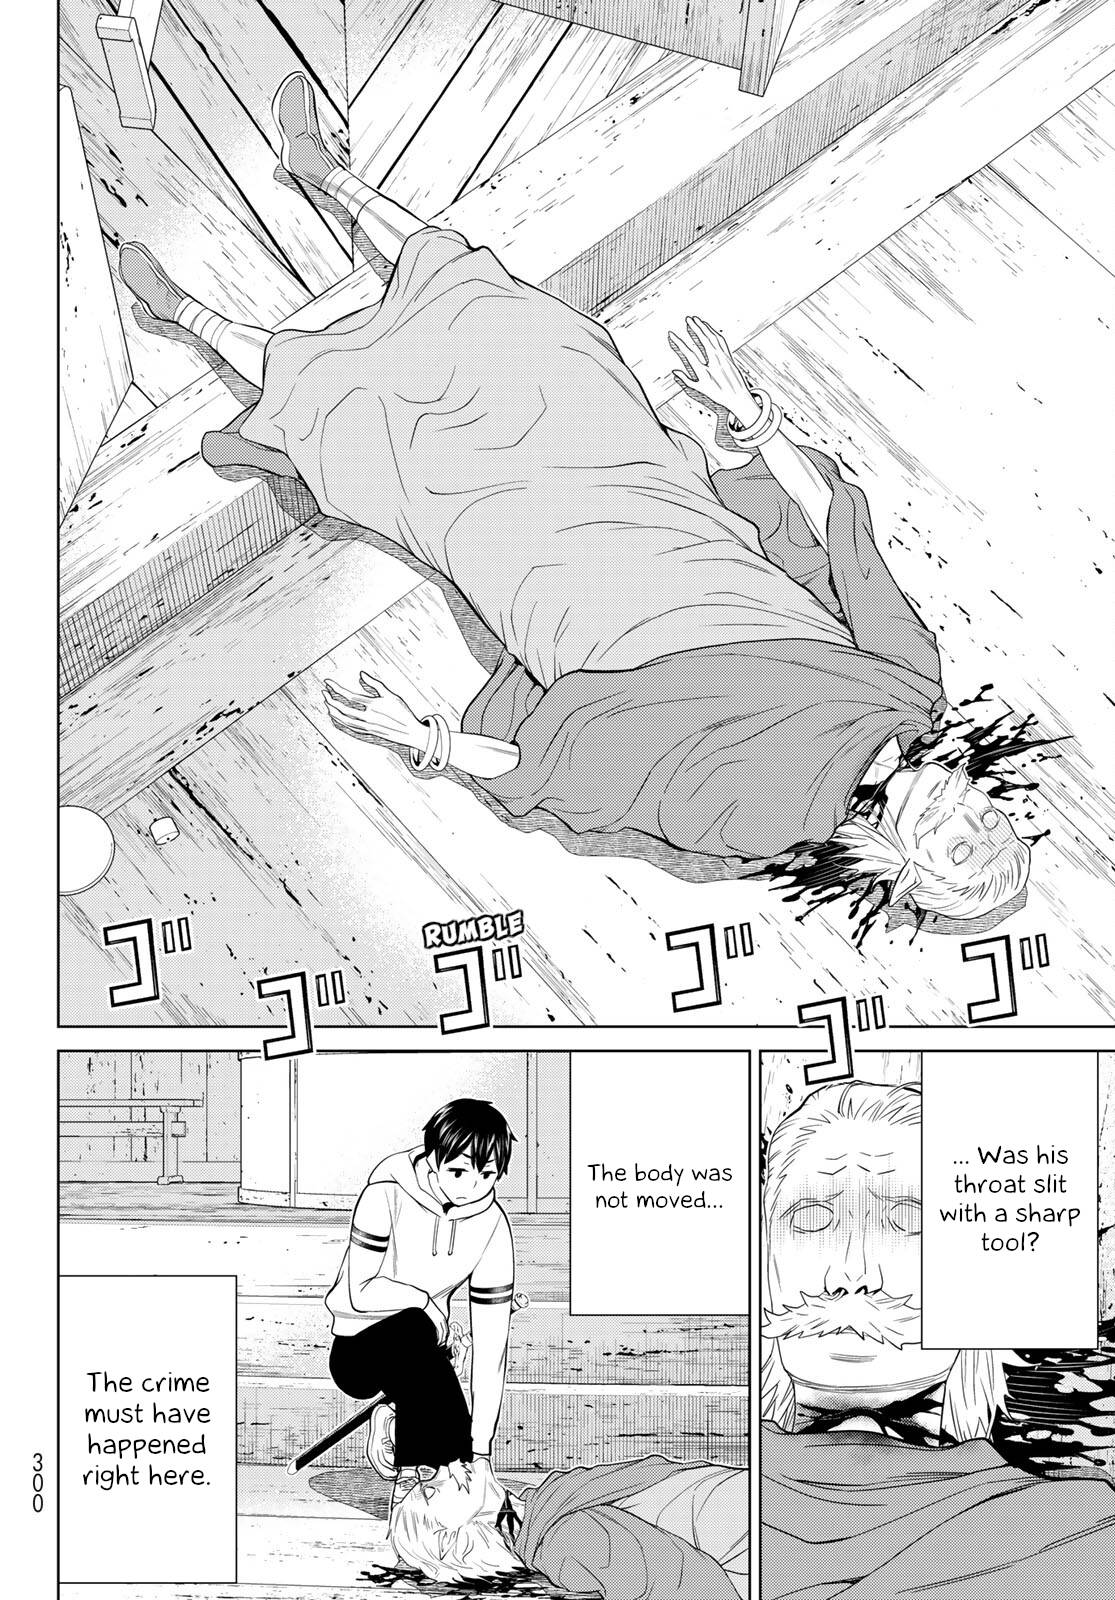 RUMBLE
ゴ ゴ ゴ ゴ ゴ ゴ
... Was his
throat slit
with a sharp
tool?
The body was
not moved...
The crime
must have
happened
right here.
300